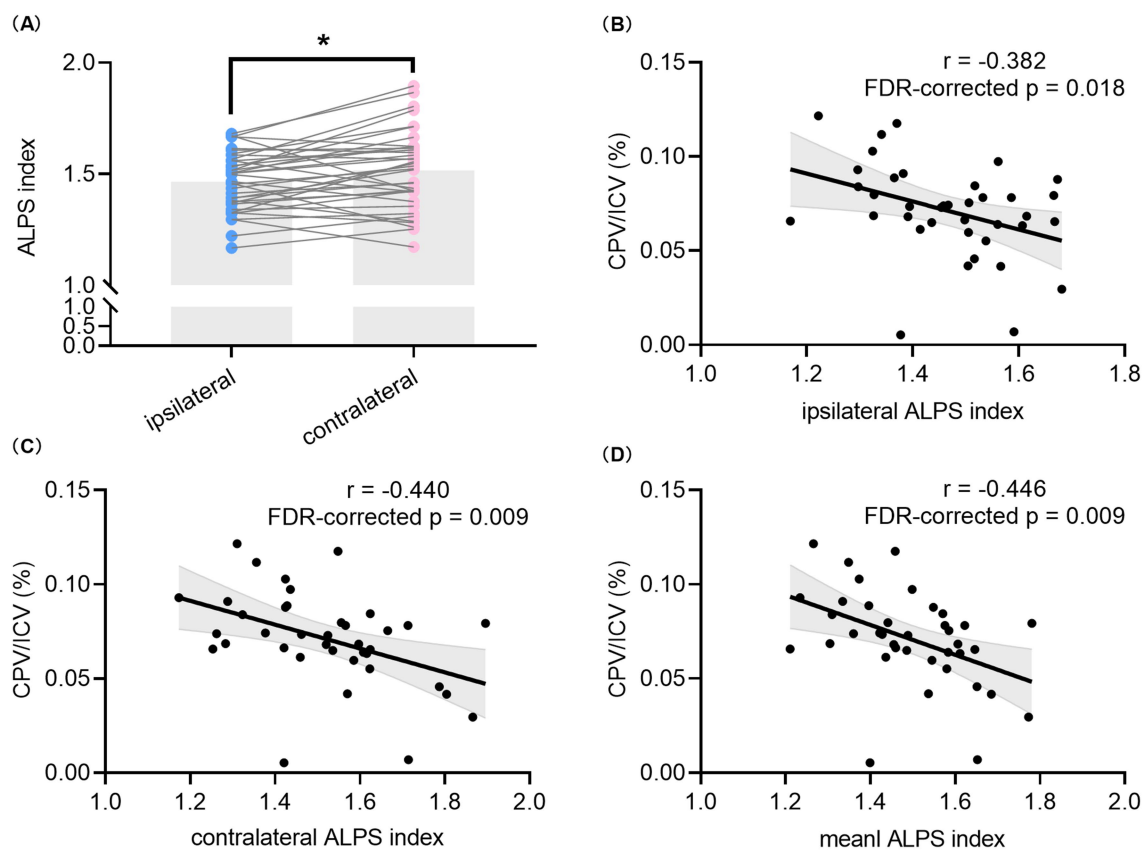 (A)
*
2.0
1.5
1.0
1.0
0.5
0.0
ALPS index
ipsilateral
contralateral
(B)
r = -0.382
FDR-corrected p = 0.018
0.15
0.10
0.05
0.00
CPV/ICV (%)
1.0 1.2 1.4 1.6 1.8
ipsilateral ALPS index
(C)
r = -0.440
FDR-corrected p = 0.009
0.15
0.10
0.05
0.00
CPV/ICV (%)
1.0 1.2 1.4 1.6 1.8 2.0
contralateral ALPS index
(D)
r = -0.446
FDR-corrected p = 0.009
0.15
0.10
0.05
0.00
CPV/ICV (%)
1.0 1.2 1.4 1.6 1.8 2.0
meanl ALPS index